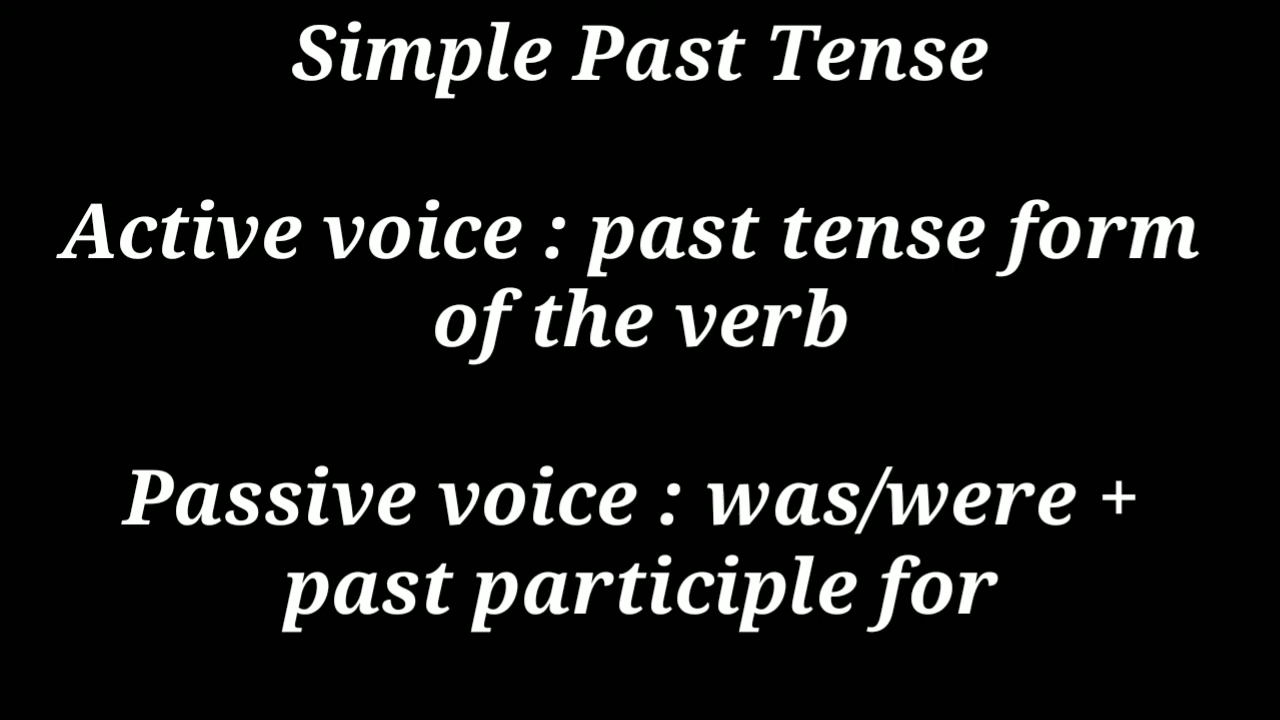 Simple Past Tense
Active voice : past tense form
of the verb
Passive voice : was/were +
past participle for